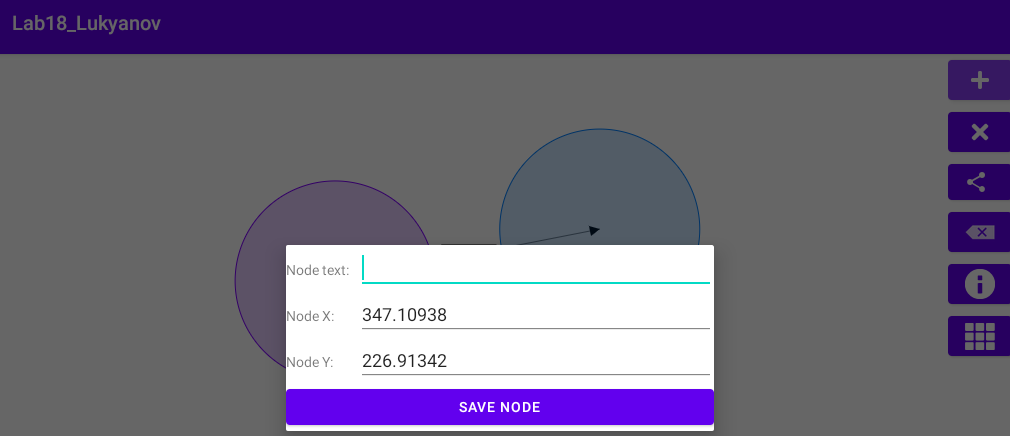 Lab18_Lukyanov
Node text:
Node X: 347.10938
Node Y: 226.91342
SAVE NODE